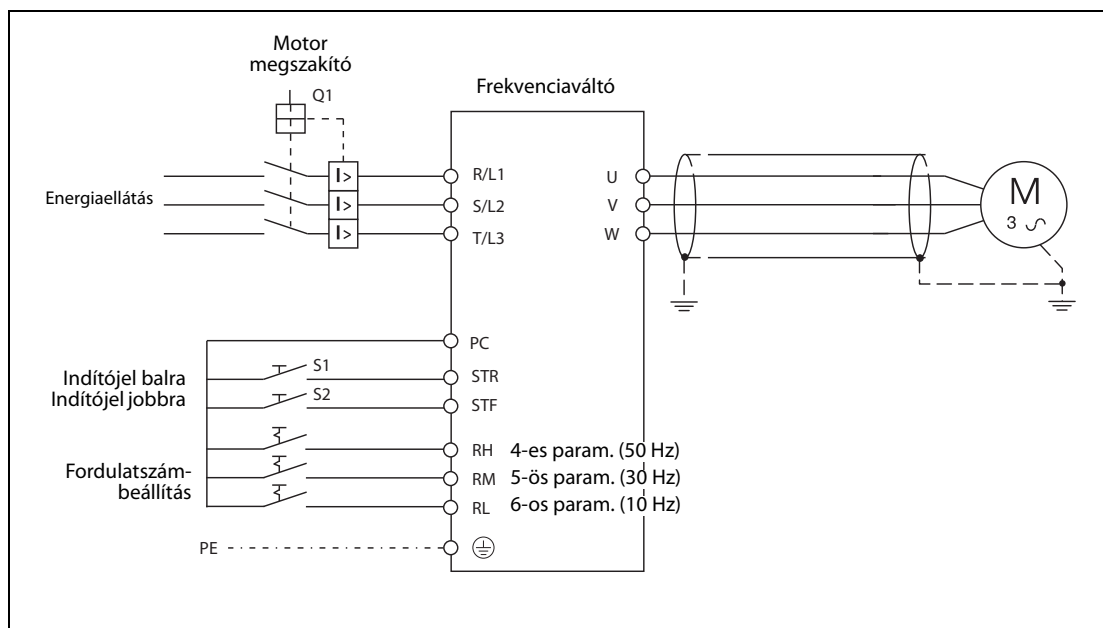 Motor
megszakító
Q1
Frekvenciaváltó
Energiaellátás
I>
I>
I>
R/L1
S/L2
T/L3
U
V
W
M
3
PC
Indítójel balra
Indítójel jobbra
S1
S2
STR
STF
Fordulatszám-
beállítás
RH 4-es param. (50 Hz)
RM 5-ös param. (30 Hz)
RL 6-os param. (10 Hz)
PE